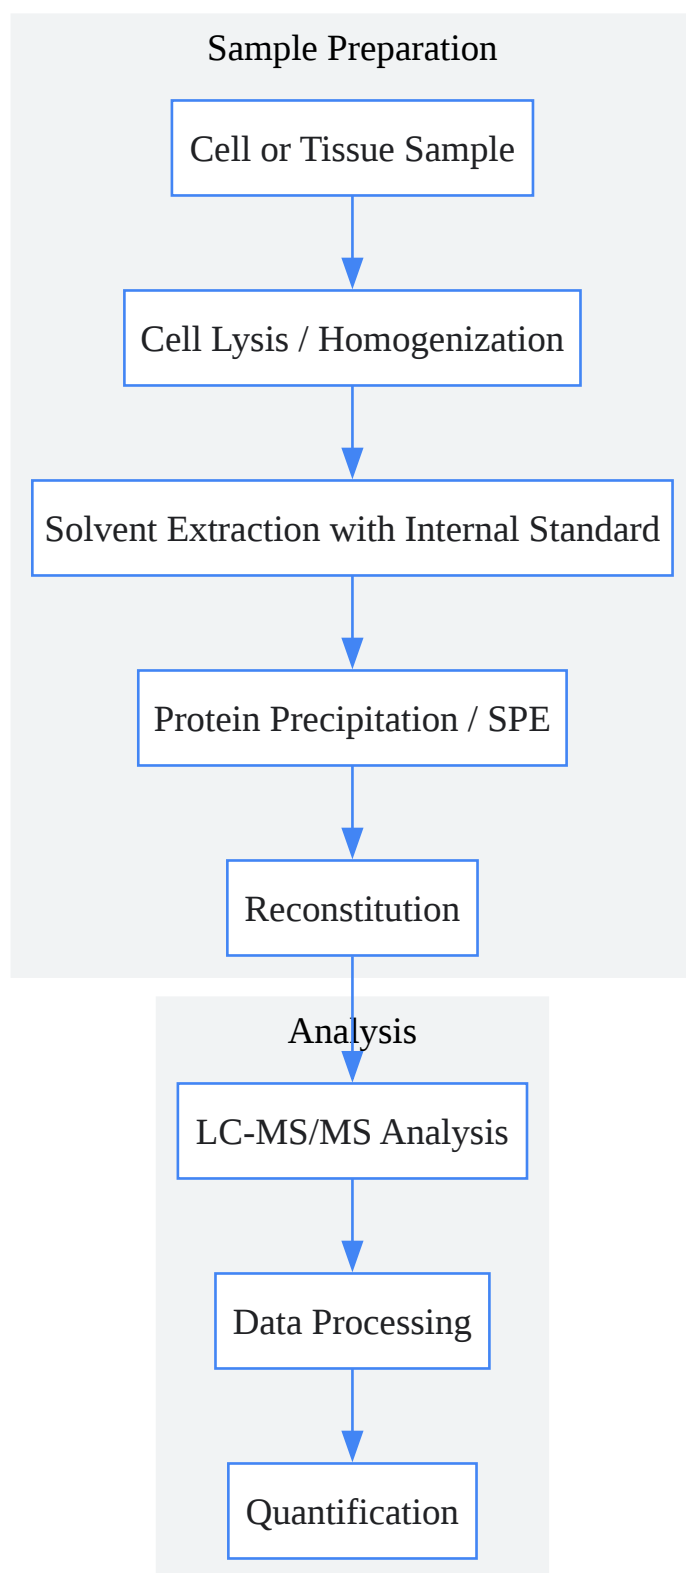 Sample Preparation
Cell or Tissue Sample
Cell Lysis / Homogenization
Solvent Extraction with Internal Standard
Protein Precipitation / SPE
Reconstitution
Analysis
LC-MS/MS Analysis
Data Processing
Quantification